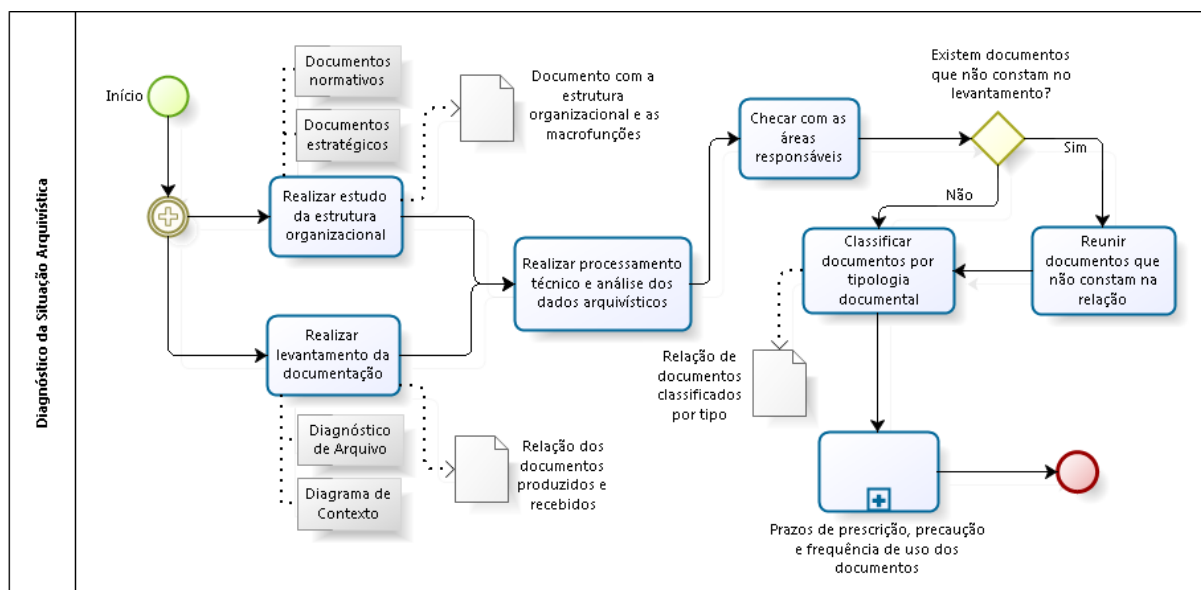 Diagnóstico da Situação Arquivística
Início
Documentos
normativos
Documentos
estratégicos
Documento com a
estrutura
organizacional e as
macrofunções
Realizar estudo
da estrutura
organizacional
Realizar
levantamento da
documentação
Diagnóstico
de Arquivo
Diagrama de
Contexto
Relação dos
documentos
produzidos e
recebidos
Realizar processamento
técnico e análise dos
dados arquivísticos
Checar com as
áreas
responsáveis
Existem documentos
que não constam no
levantamento?
Sim
Não
Classificar
documentos por
tipologia
documental
Reunir
documentos que
não constam na
relação
Relação de
documentos
classificados
por tipo
Prazos de prescrição, precaução
e frequência de uso dos
documentos